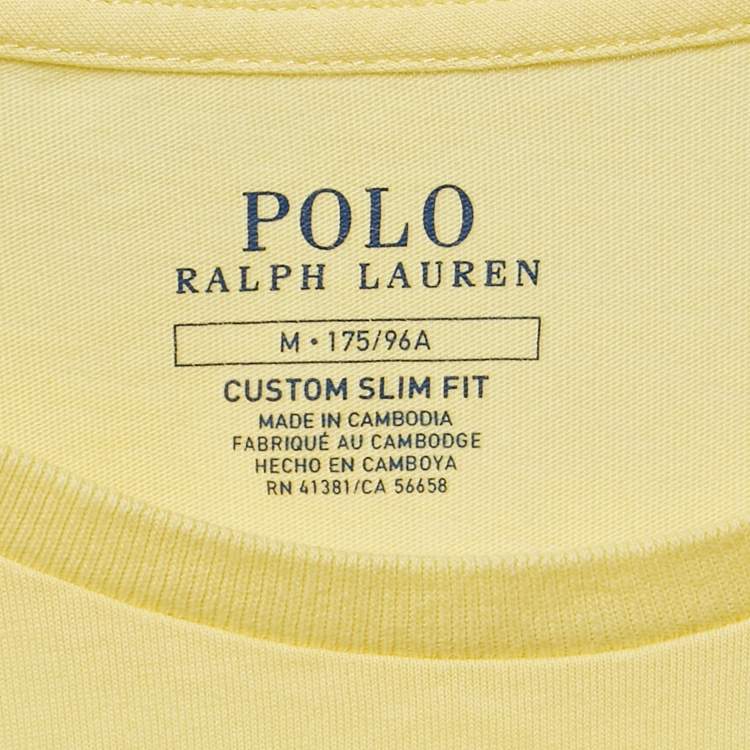 POLO
RALPH LAUREN
M • 175/96A
CUSTOM SLIM FIT
MADE IN CAMBODIA
FABRIQUÉ AU CAMBODGE
HECHO EN CAMBOYA
RN 41381/CA 56658